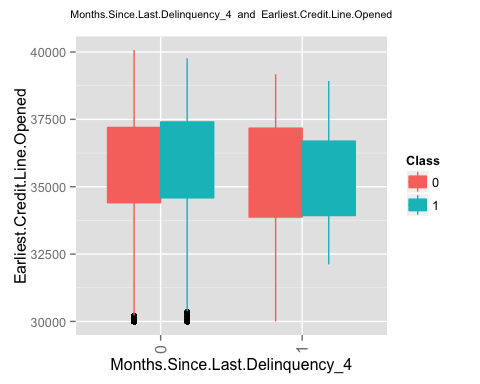 Months.Since.Last.Delinquency_4 and Earliest.Credit.Line.Opened
40000
37500
35000
32500
30000
Earliest.Credit.Line.Opened
0
1
Months.Since.Last.Delinquency_4
Class
0
1